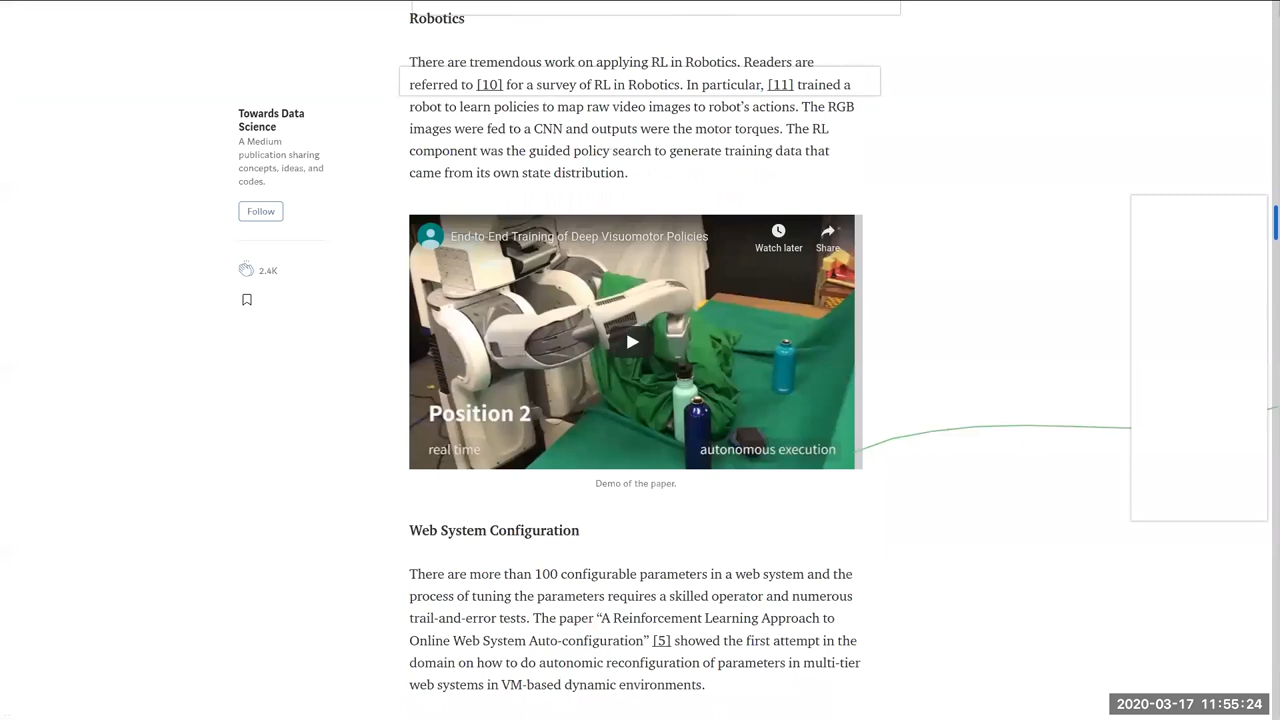 Robotics
There are tremendous work on applying RL in Robotics. Readers are
referred to [10] for a survey of RL in Robotics. In particular, [11] trained a
robot to learn policies to map raw video images to robot's actions. The RGB
images were fed to a CNN and outputs were the motor torques. The RL
component was the guided policy search to generate training data that
came from its own state distribution.
Towards Data
Science
A Medium
publication sharing
concepts, ideas, and
codes.
Follow
2.4K
End-to-End Training of Deep Visuomotor Policies
Watch later
Share
Position 2
real time
autonomous execution
Demo of the paper.
Web System Configuration
There are more than 100 configurable parameters in a web system and the
process of tuning the parameters requires a skilled operator and numerous
trail-and-error tests. The paper “A Reinforcement Learning Approach to
Online Web System Auto-configuration” [5] showed the first attempt in the
domain on how to do autonomic reconfiguration of parameters in multi-tier
web systems in VM-based dynamic environments.
2020-03-17 11:55:24